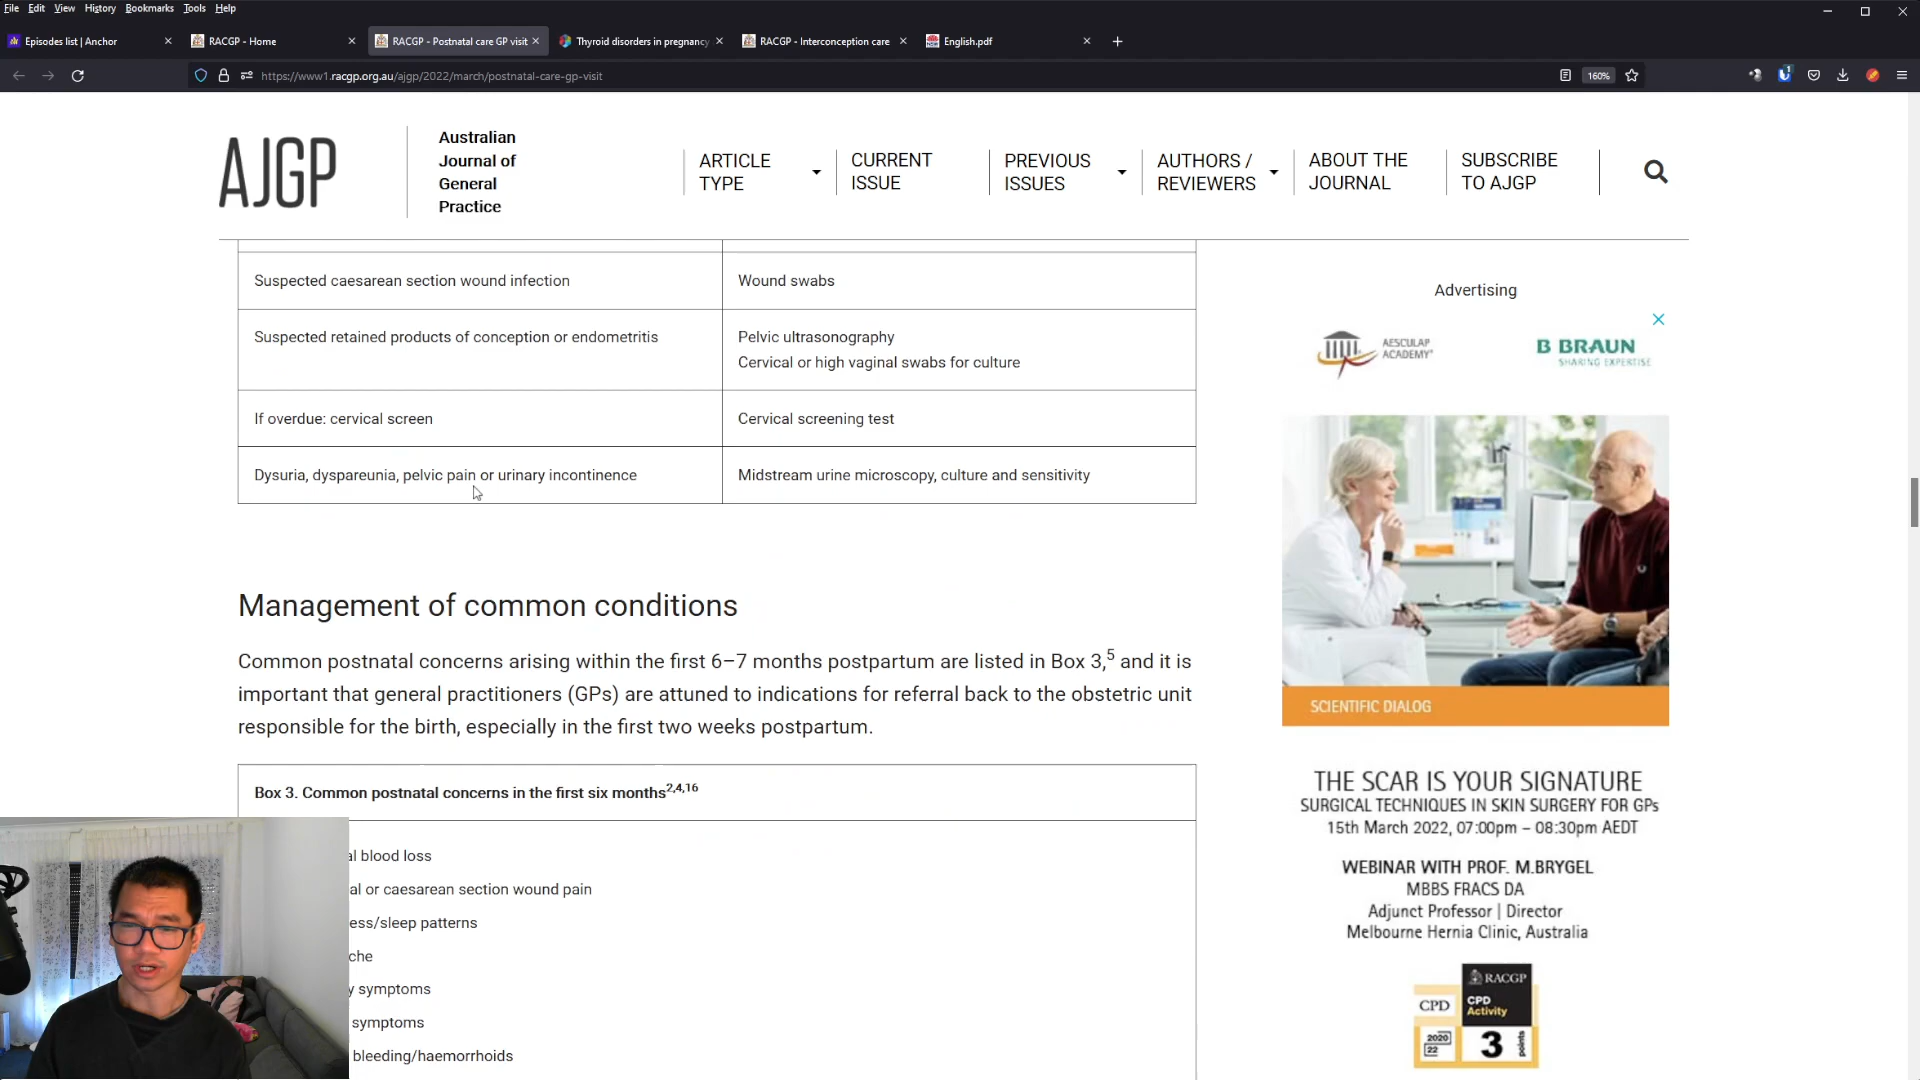 File Edit View History Bookmarks Tools Help
Episodes list | Anchor
RACGP - Home
RACGP - Postnatal care GP visit
Thyroid disorders in pregnancy
RACGP - Interconception care
English.pdf
https://www1.racgp.org.au/ajgp/2022/march/postnatal-care-gp-visit
160%
AJGP
Australian
Journal of
General
Practice
ARTICLE
TYPE
CURRENT
ISSUE
PREVIOUS
ISSUES
AUTHORS /
REVIEWERS
ABOUT THE
JOURNAL
SUBSCRIBE
TO AJGP
Suspected caesarean section wound infection
Wound swabs
Suspected retained products of conception or endometritis
Pelvic ultrasonography
Cervical or high vaginal swabs for culture
If overdue: cervical screen
Cervical screening test
Dysuria, dyspareunia, pelvic pain or urinary incontinence
Midstream urine microscopy, culture and sensitivity
Management of common conditions
Common postnatal concerns arising within the first 6–7 months postpartum are listed in Box 3,5 and it is
important that general practitioners (GPs) are attuned to indications for referral back to the obstetric unit
responsible for the birth, especially in the first two weeks postpartum.
Box 3. Common postnatal concerns in the first six months2,4,16
al blood loss
al or caesarean section wound pain
ess/sleep patterns
che
y symptoms
symptoms
bleeding/haemorrhoids
Advertising
AESCULAP
ACADEMY
B BRAUN
SHARING EXPERTISE
SCIENTIFIC DIALOG
THE SCAR IS YOUR SIGNATURE
SURGICAL TECHNIQUES IN SKIN SURGERY FOR GPs
15th March 2022, 07:00pm – 08:30pm AEDT
WEBINAR WITH PROF. M.BRYGEL
MBBS FRACS DA
Adjunct Professor | Director
Melbourne Hernia Clinic, Australia
RACGP
CPD
CPD
Activity
2020
22
3
points